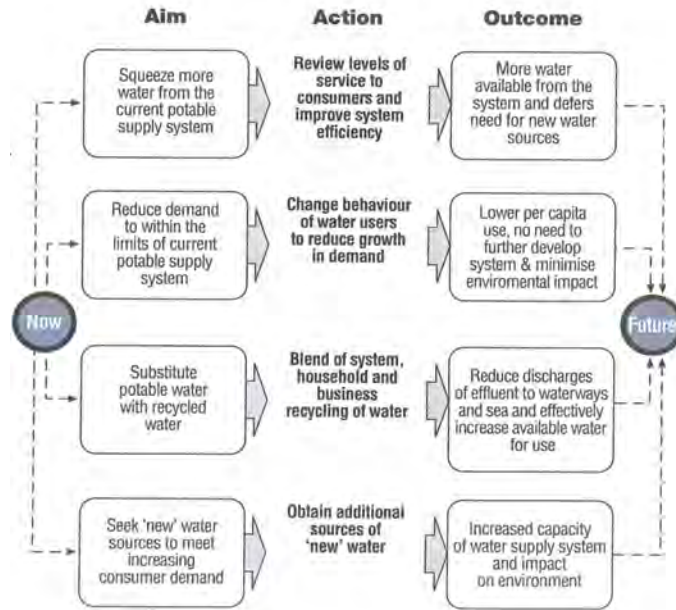 Aim
Action
Outcome
Squeeze more
water from the
current potable
supply system
Review levels of
service to
consumers and
improve system
efficiency
More water
available from the
system and defers
need for new water
sources
Reduce demand
to within the
limits of current
potable supply
system
Change behaviour
of water users
to reduce growth
in demand
Lower per capita
use, no need to
further develop
system & minimise
enviromental impact
Now
Future
Substitute
potable water
with recycled
water
Blend of system,
household and
business
recycling of water
Reduce discharges
of effluent to waterways
and sea and effectively
increase available water
for use
Seek ‘new’ water
sources to meet
increasing
consumer demand
Obtain additional
sources of
‘new’ water
Increased capacity
of water supply system
and impact
on environment